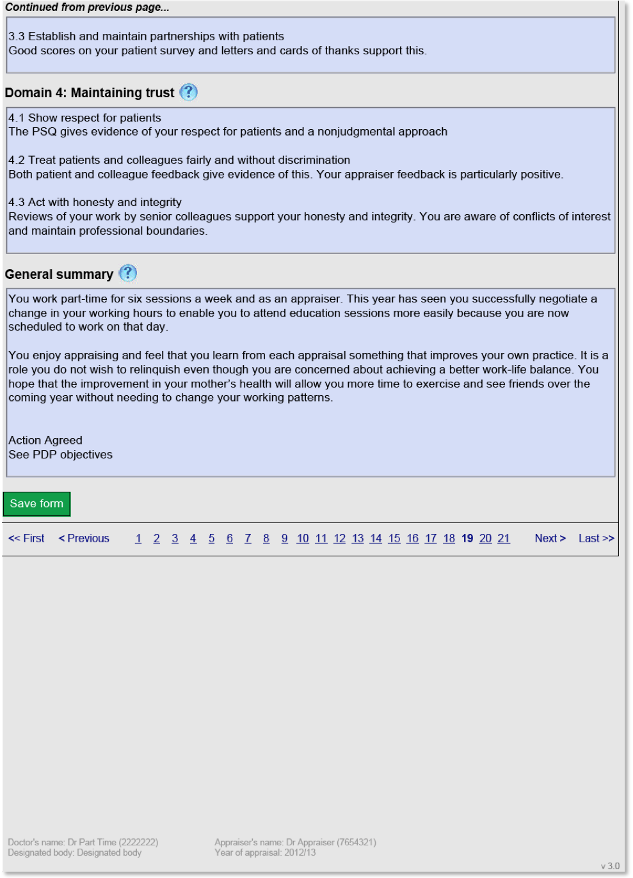 Continued from previous page...
3.3 Establish and maintain partnerships with patients
Good scores on your patient survey and letters and cards of thanks support this.
Domain 4: Maintaining trust ?
4.1 Show respect for patients
The PSQ gives evidence of your respect for patients and a nonjudgmental approach
4.2 Treat patients and colleagues fairly and without discrimination
Both patient and colleague feedback give evidence of this. Your appraiser feedback is particularly positive.
4.3 Act with honesty and integrity
Reviews of your work by senior colleagues support your honesty and integrity. You are aware of conflicts of interest
and maintain professional boundaries.
General summary ?
You work part-time for six sessions a week and as an appraiser. This year has seen you successfully negotiate a
change in your working hours to enable you to attend education sessions more easily because you are now
scheduled to work on that day.
You enjoy appraising and feel that you learn from each appraisal something that improves your own practice. It is a
role you do not wish to relinquish even though you are concerned about achieving a better work-life balance. You
hope that the improvement in your mother's health will allow you more time to exercise and see friends over the
coming year without needing to change your working patterns.
Action Agreed
See PDP objectives
Save form
<< First < Previous 1 2 3 4 5 6 7 8 9 10 11 12 13 14 15 16 17 18 19 20 21 Next > Last >>
Doctor's name: Dr Part Time (2222222) Appraiser's name: Dr Appraiser (7654321)
Designated body: Designated body Year of appraisal: 2012/13
v 3.0